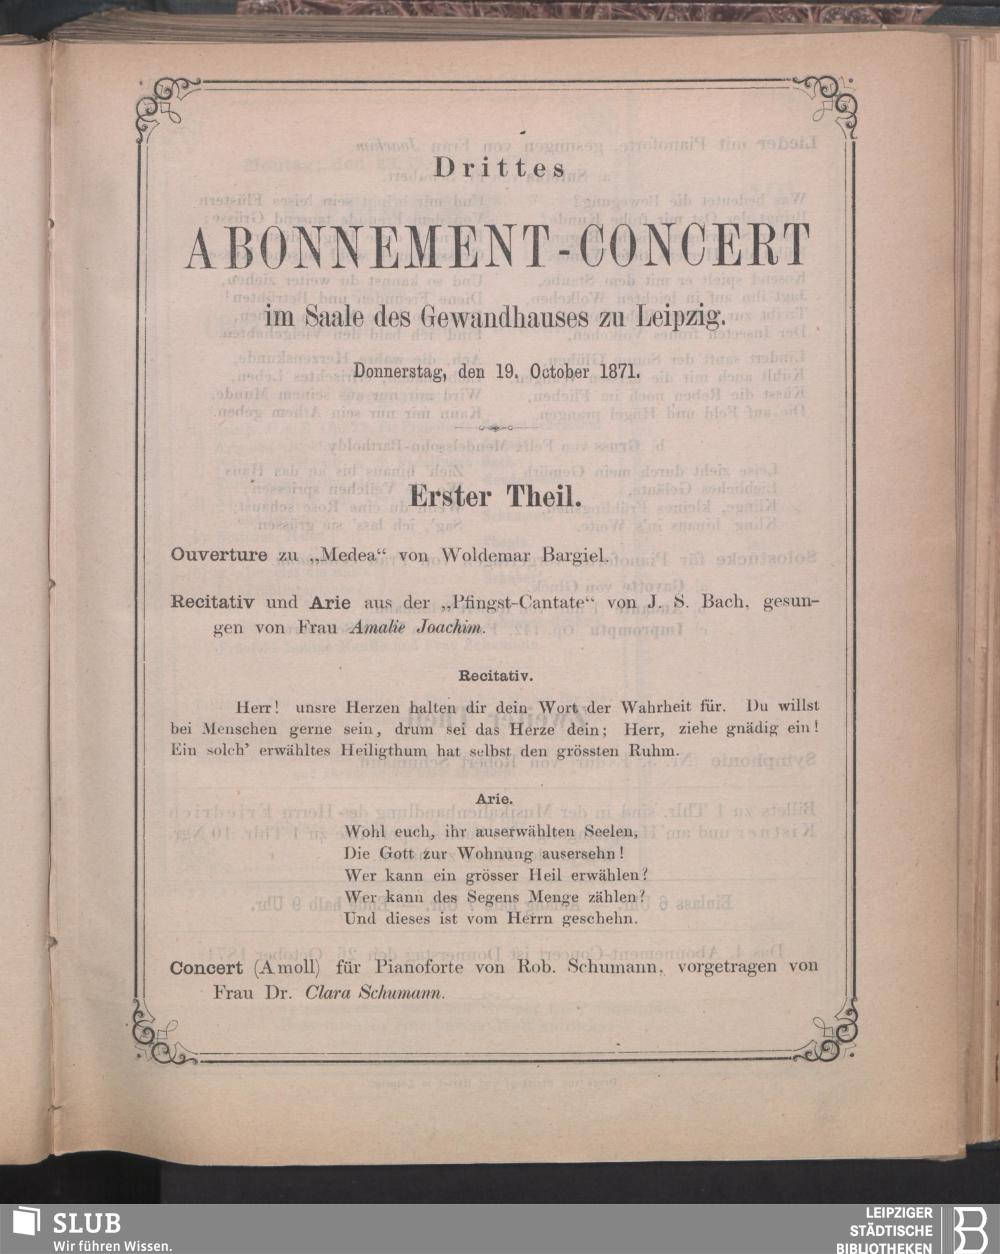 Drittes
ABONNEMENT-CONCERT
im Saale des Gewandhauses zu Leipzig.
Donnerstag, den 19. October 1871.
Erster Theil.
Ouverture zu „Medea“ von Woldemar Bargiel.
Recitativ und Arie aus der „Pfingst-Cantate“ von J. S. Bach, gesun-
gen von Frau Amalie Joachim.
Recitativ.
Herr! unsre Herzen halten dir dein Wort der Wahrheit für. Du willst
bei Menschen gerne sein, drum sei das Herze dein; Herr, ziehe gnädig ein!
Ein solch’ erwähltes Heiligthum hat selbst den grössten Ruhm.
Arie.
Wohl euch, ihr auserwählten Seelen,
Die Gott zur Wohnung ausersehn!
Wer kann ein grösser Heil erwählen?
Wer kann des Segens Menge zählen?
Und dieses ist vom Herrn geschehn.
Concert (A moll) für Pianoforte von Rob. Schumann, vorgetragen von
Frau Dr. Clara Schumann.
SLUB
Wir führen Wissen.
LEIPZIGER
STÄDTISCHE
BIBLIOTHEKEN